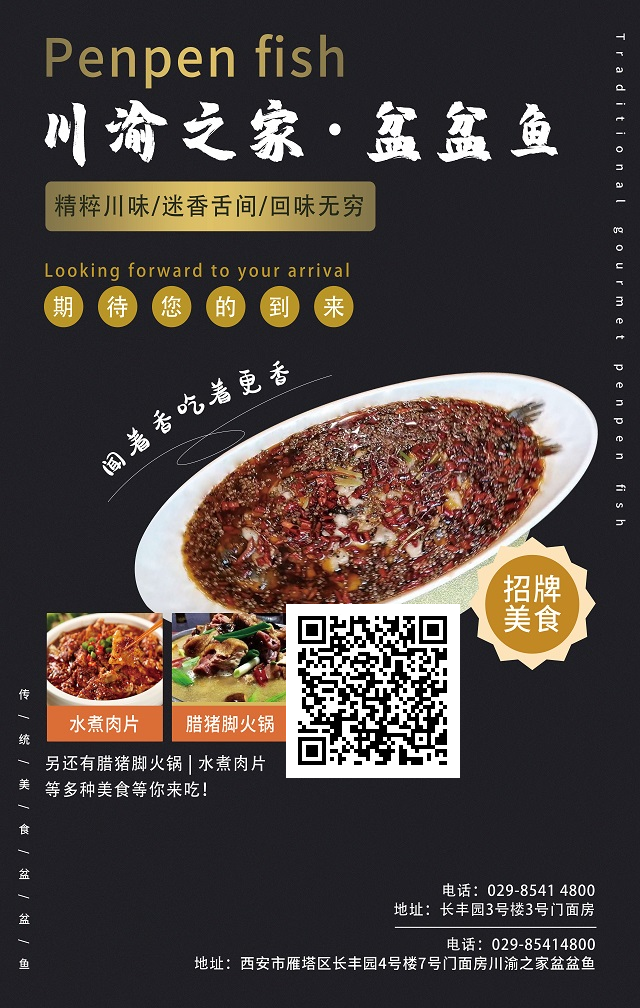 Penpen fish
川渝之家·盆盆鱼
精粹川味/迷香舌间/回味无穷
Looking forward to your arrival
期待您的到来
Traditional gourmet penpen fish
闻着香吃着更香
招牌
美食
水煮肉片
腊猪脚火锅
另还有腊猪脚火锅|水煮肉片
等多种美食等你来吃!
传/统/美/食/盆/盆/鱼
电话：029-8541 4800
地址：长丰园3号楼3号门面房
电话：029-85414800
地址：西安市雁塔区长丰园4号楼7号门面房川渝之家盆盆鱼